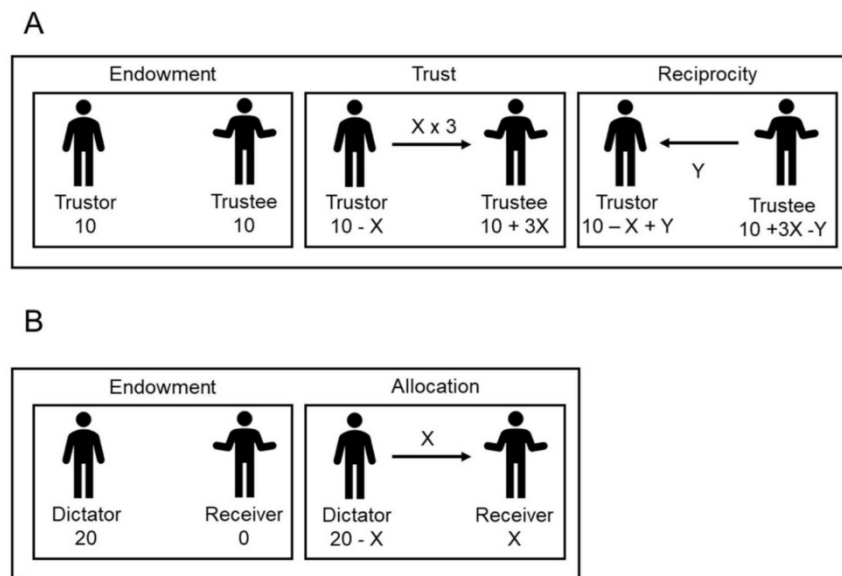 A
Endowment
Trust
Reciprocity
X x 3
Y
Trustor
10
Trustee
10
Trustor
10 - X
Trustee
10 + 3X
Trustor
10 – X + Y
Trustee
10 +3X -Y
B
Endowment
Allocation
X
Dictator
20
Receiver
0
Dictator
20 - X
Receiver
X